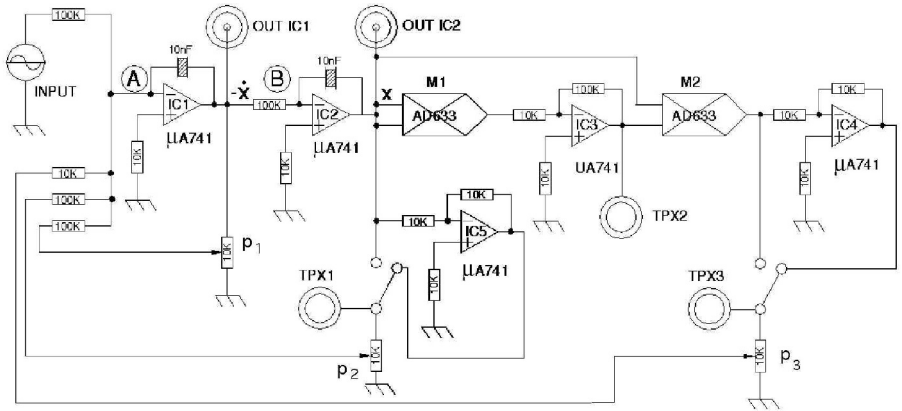 100K
OUT IC1
OUT IC2
INPUT
10nF
A
IC1
μA741
10K
-ẋ
B
100K
10nF
IC2
μA741
10K
x
M1
AD633
10K
100K
IC3
UA741
10K
TPX2
M2
AD633
10K
10K
IC4
μA741
10K
10K
100K
100K
10K
p1
10K
10K
IC5
μA741
10K
TPX1
10K
p2
TPX3
10K
p3